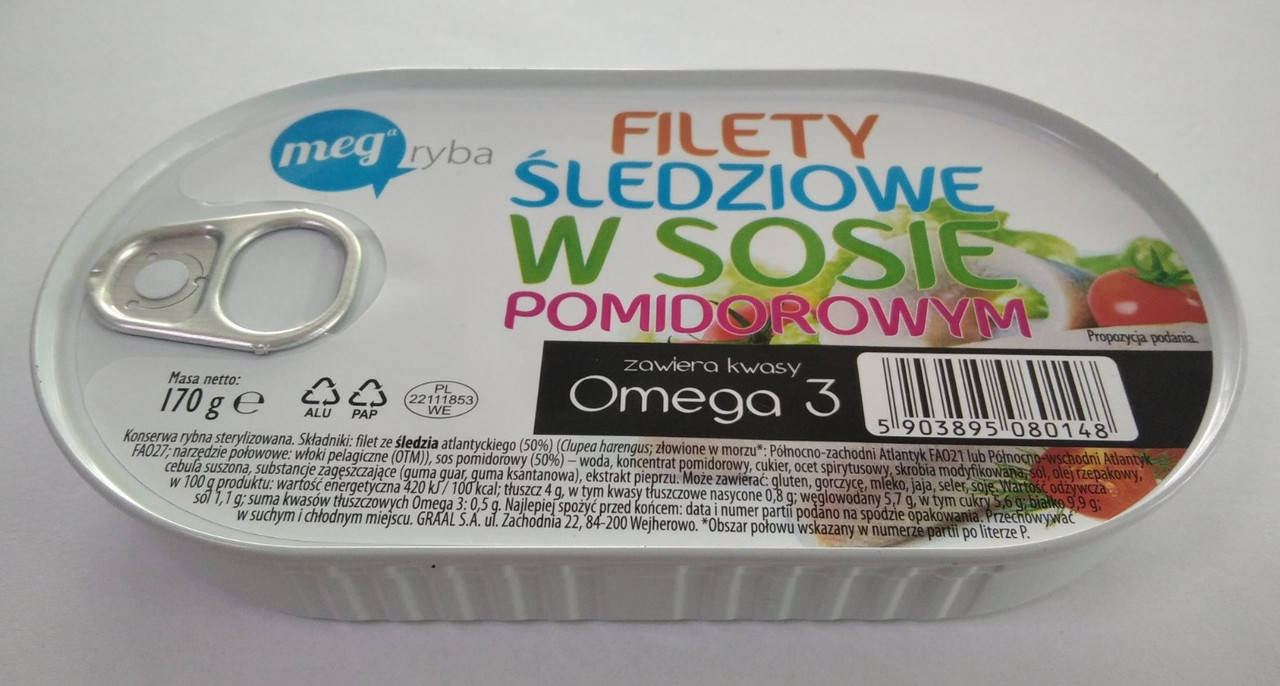 mega ryba
FILETY
ŚLEDZIOWE
W SOSIE
POMIDOROWYM
Propozycja podania.
zawiera kwasy
Omega 3
5 903895 080148
Masa netto:
170 g e
ALU
PAP
PL
22111853
WE
Konserwa rybna sterylizowana. Składniki: filet ze śledzia atlantyckiego (50%) (Clupea harengus; złowione w morzu*: Północno-zachodni Atlantyk FAO21 lub Północno-wschodni Atlantyk
FAO27; narzędzie połowowe: włoki pelagiczne (OTM)), sos pomidorowy (50%) – woda, koncentrat pomidorowy, cukier, ocet spirytusowy, skrobia modyfikowana, sól, olej rzepakowy,
cebula suszona, substancje zagęszczające (guma guar, guma ksantanowa), ekstrakt pieprzu. Może zawierać: gluten, gorczycę, mleko, jaja, seler, soję. Wartość odżywcza
w 100 g produktu: wartość energetyczna 420 kJ / 100 kcal; tłuszcz 4 g, w tym kwasy tłuszczowe nasycone 0,8 g; węglowodany 5,7 g, w tym cukry 5,6 g; białko 9,9 g;
sól 1,1 g; suma kwasów tłuszczowych Omega 3: 0,5 g. Najlepiej spożyć przed końcem: data i numer partii podano na spodzie opakowania. Przechowywać
w suchym i chłodnym miejscu. GRAAL S.A. ul. Zachodnia 22, 84-200 Wejherowo. *Obszar połowu wskazany w numerze partii po literze P.